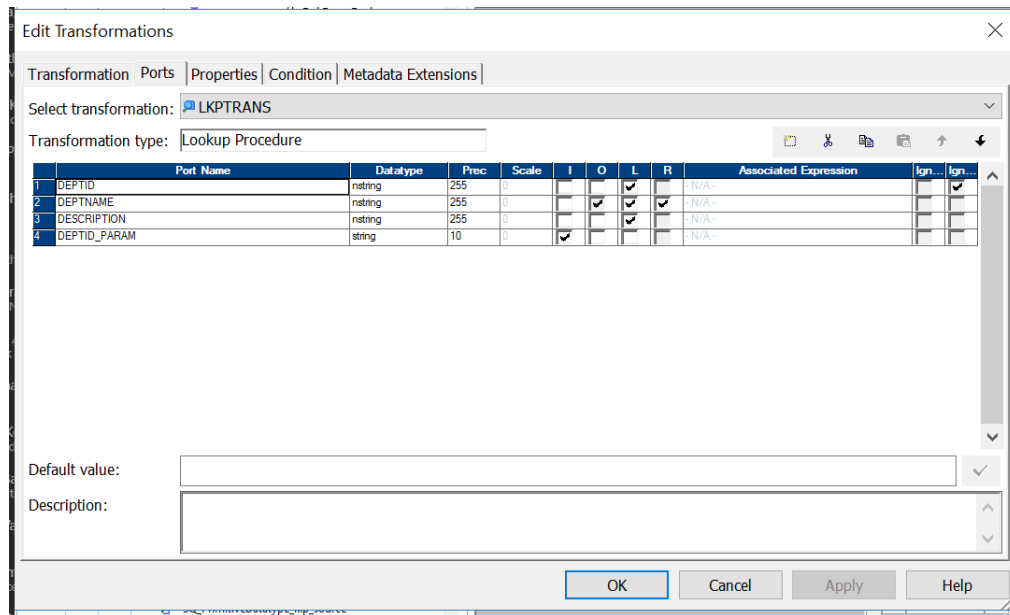 Edit Transformations
Transformation Ports Properties Condition Metadata Extensions
Select transformation: LKPTRANS
Transformation type: Lookup Procedure
Port Name Datatype Prec Scale I O L R Associated Expression Ign... Ign...
1 DEPTID nstring 255 0 - N/A -
2 DEPTNAME nstring 255 0 - N/A -
3 DESCRIPTION nstring 255 0 - N/A -
4 DEPTID_PARAM string 10 0 - N/A -
Default value:
Description:
OK Cancel Apply Help